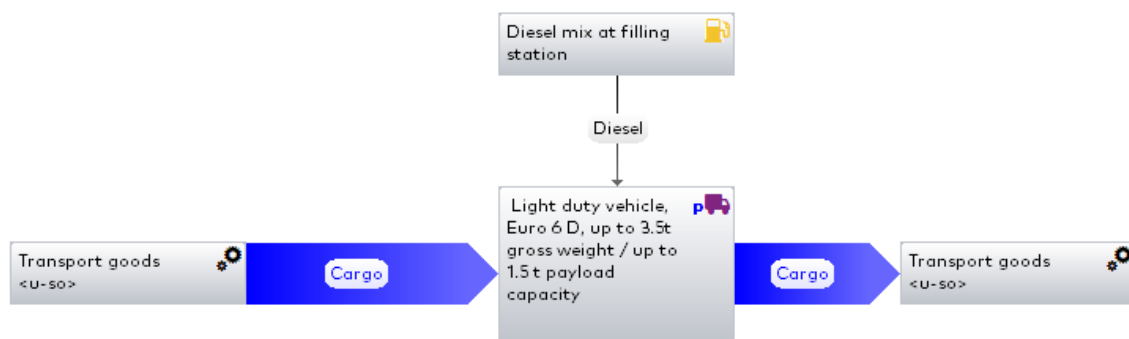 Diesel mix at filling
station
Diesel
Light duty vehicle,
Euro 6 D, up to 3.5t
gross weight / up to
1.5 t payload
capacity
p
Transport goods
<u-so>
Cargo
Cargo
Transport goods
<u-so>